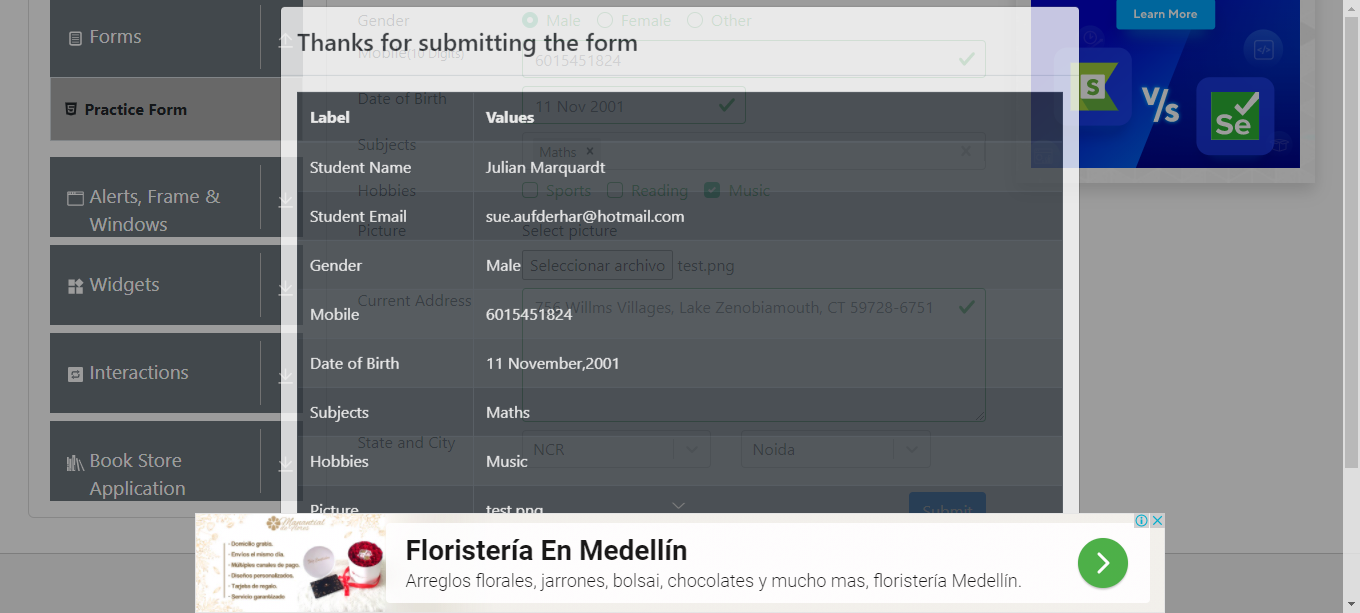 Forms
Practice Form
Alerts, Frame &
Windows
Widgets
Interactions
Book Store
Application
Gender
Male
Female
Other
Mobile(10 Digits)
6015451824
Date of Birth
11 Nov 2001
Subjects
Maths ×
Hobbies
Sports
Reading
Music
Picture
Select picture
Seleccionar archivo
test.png
Current Address
756 Willms Villages, Lake Zenobiamouth, CT 59728-6751
State and City
NCR
Noida
Submit
Thanks for submitting the form
Label Values
Student Name Julian Marquardt
Student Email sue.aufderhar@hotmail.com
Gender Male
Mobile 6015451824
Date of Birth 11 November,2001
Subjects Maths
Hobbies Music
Picture test.png
Learn More
S
V/s
Se
Manantial
de flores
- Domicilio gratis.
- Envios el mismo día.
- Múltiples canales de pago.
- Diseños personalizados.
- Tarjeta de regalo.
- Servicio garantizado
Floristería En Medellín
Arreglos florales, jarrones, bolsai, chocolates y mucho mas, floristería Medellín.